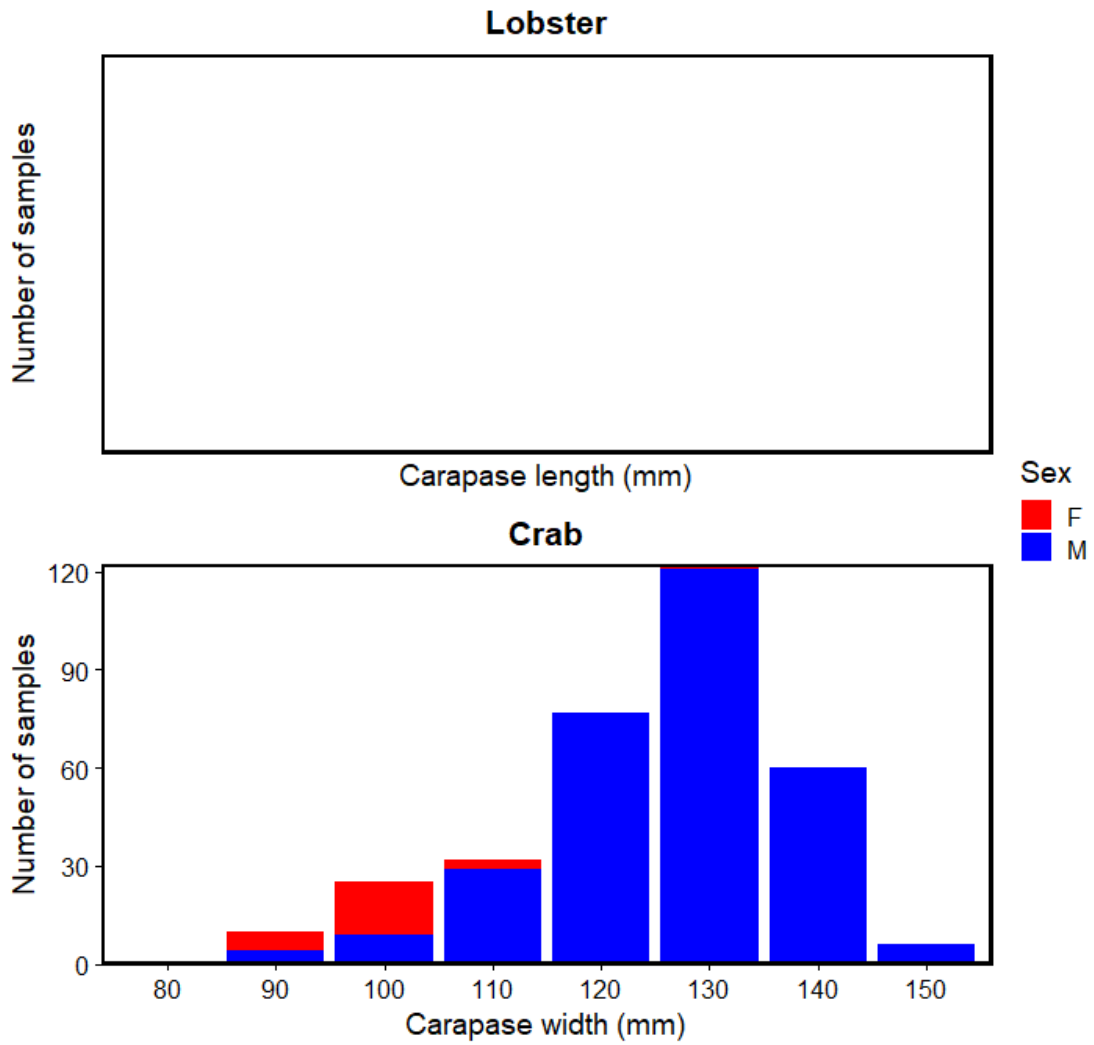 Lobster
Number of samples
Carapase length (mm)
Sex
F
M
Crab
Number of samples
120
90
60
30
0
80 90 100 110 120 130 140 150
Carapase width (mm)